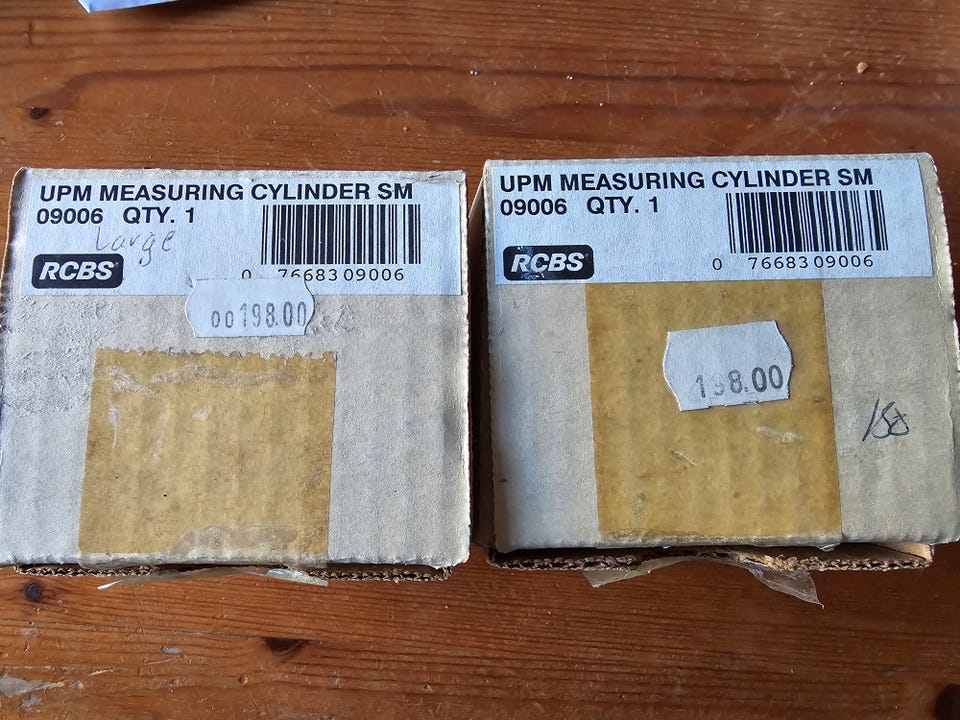 UPM MEASURING CYLINDER SM
09006 QTY. 1
Large
RCBS
0 76683 09006
00198.00
UPM MEASURING CYLINDER SM
09006 QTY. 1
RCBS
0 76683 09006
198.00